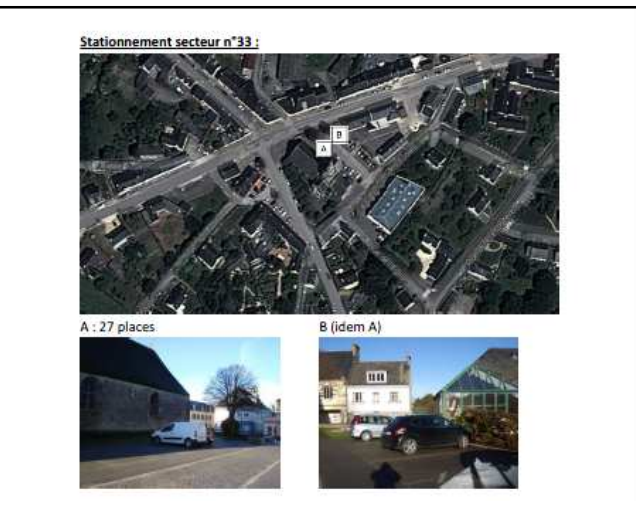 Stationnement secteur n°33 :
B
A
A : 27 places
B (idem A)